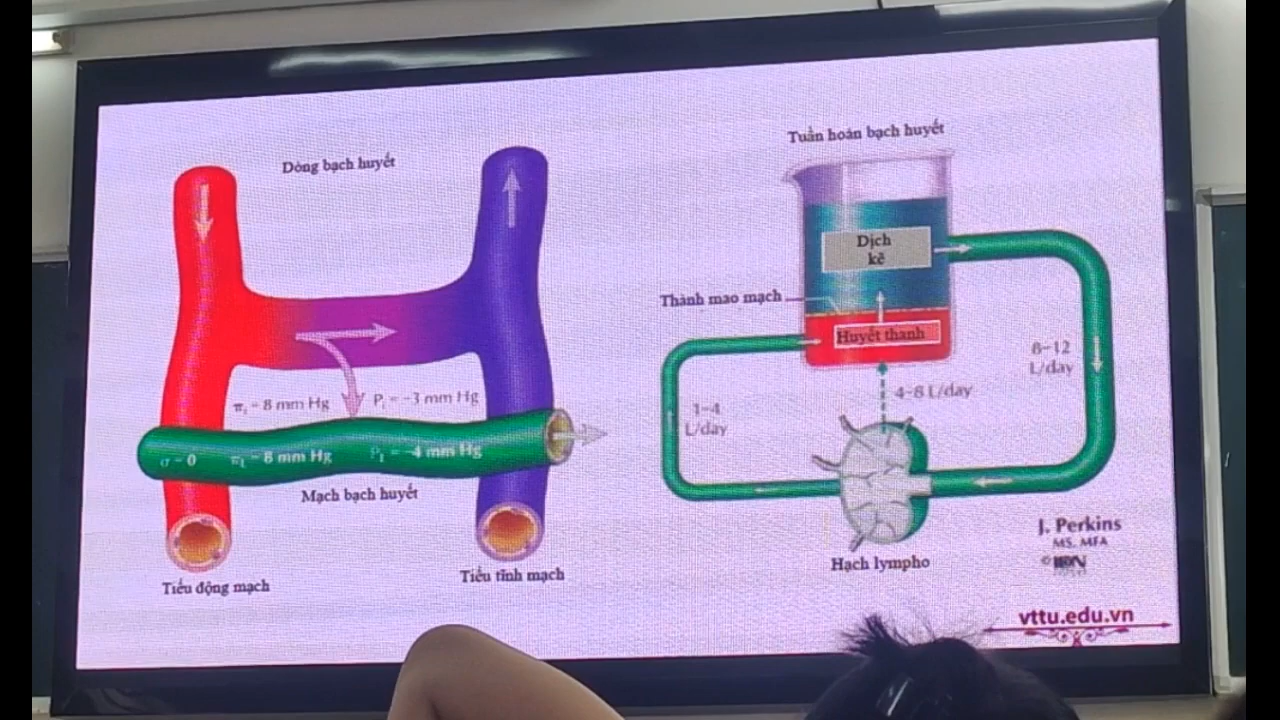 Dòng bạch huyết
πᵢ = 8 mm Hg
Pᵢ = -3 mm Hg
σ = 0
π_L = 8 mm Hg
P_L = -4 mm Hg
Mạch bạch huyết
Tiểu động mạch
Tiểu tĩnh mạch
Tuần hoàn bạch huyết
Dịch
kẽ
Thành mao mạch
Huyết thanh
8-12
L/day
4-8 L/day
1-4
L/day
Hạch lympho
J. Perkins
MS, MFA
vttu.edu.vn